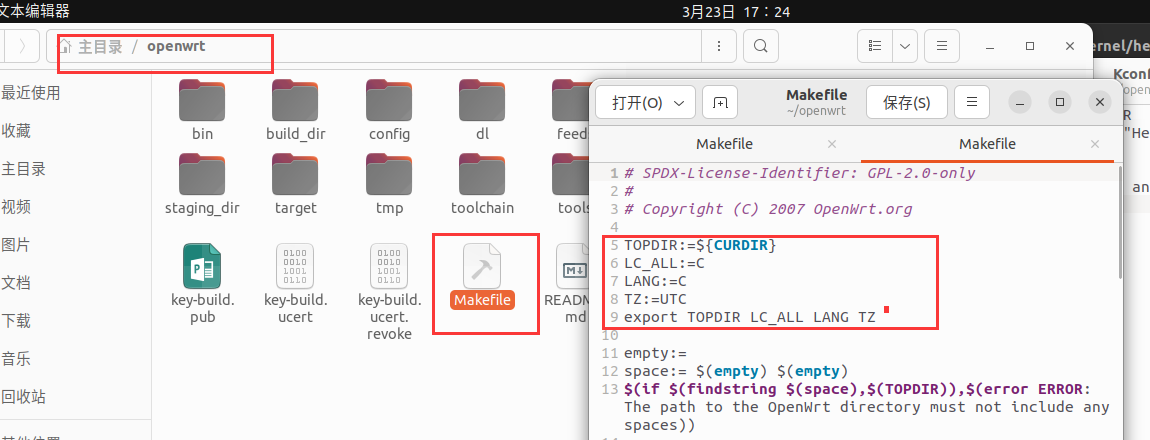 文本编辑器
3月23日 17：24
主目录 / openwrt
最近使用
收藏
主目录
视频
图片
文档
下载
音乐
回收站
bin
build_dir
config
dl
feed
staging_dir
target
tmp
toolchain
tools
key-build.
pub
key-build.
ucert
key-build.
ucert.
revoke
Makefile
README.
md
打开(O)
Makefile
~/openwrt
保存(S)
Makefile
Makefile
1 # SPDX-License-Identifier: GPL-2.0-only
2 #
3 # Copyright (C) 2007 OpenWrt.org
4
5 TOPDIR:=${CURDIR}
6 LC_ALL:=C
7 LANG:=C
8 TZ:=UTC
9 export TOPDIR LC_ALL LANG TZ
10
11 empty:=
12 space:= $(empty) $(empty)
13 $(if $(findstring $(space),$(TOPDIR)),$(error ERROR:
The path to the OpenWrt directory must not include any
spaces))
ernel/he
Kconf
open
R
"He
an